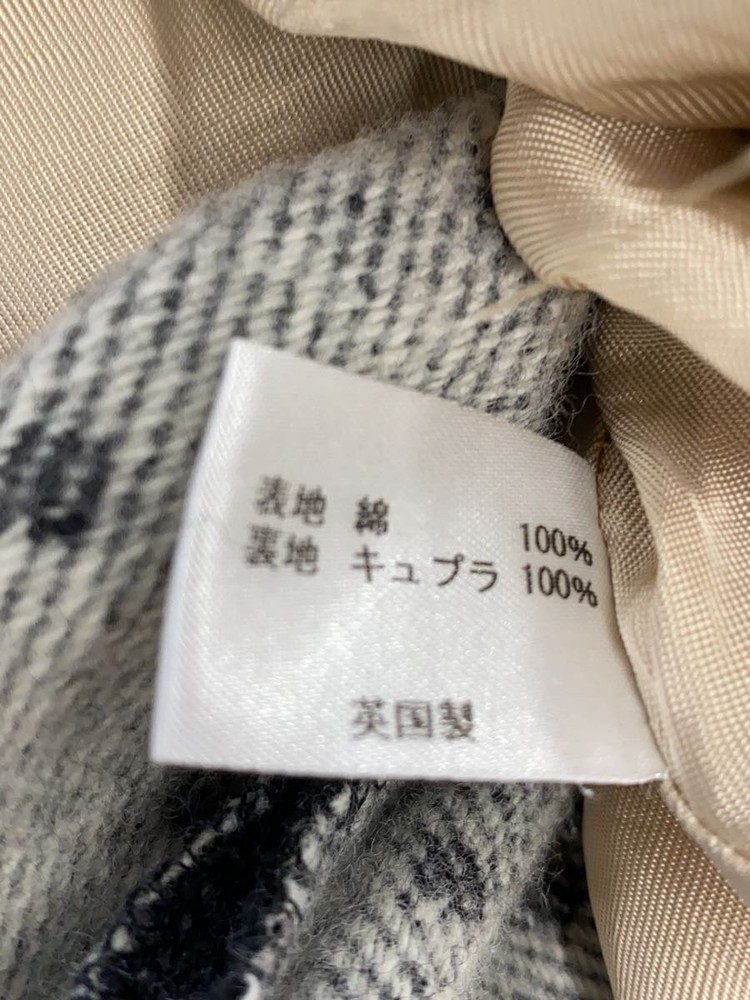 表地 綿 100%
裏地 キュプラ 100%
英国製